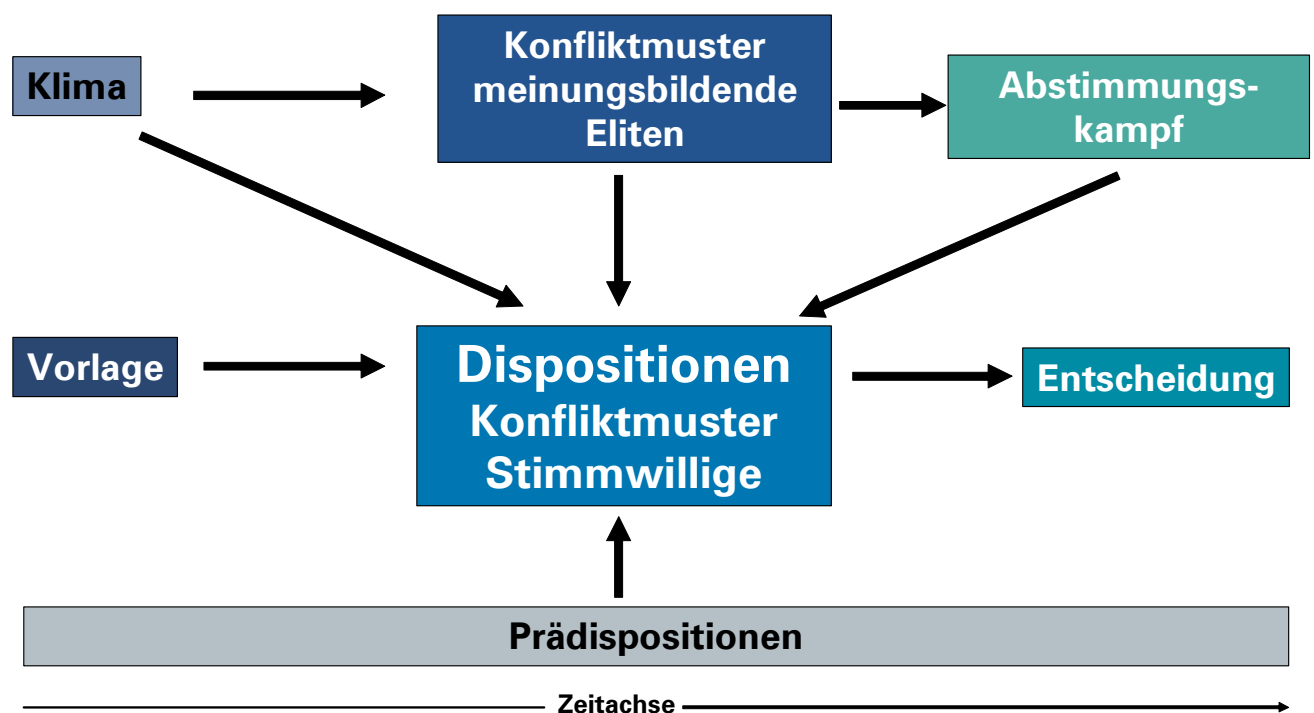 Klima
Konfliktmuster
meinungsbildende
Eliten
Abstimmungs-
kampf
Vorlage
Dispositionen
Konfliktmuster
Stimmwillige
Entscheidung
Prädispositionen
Zeitachse